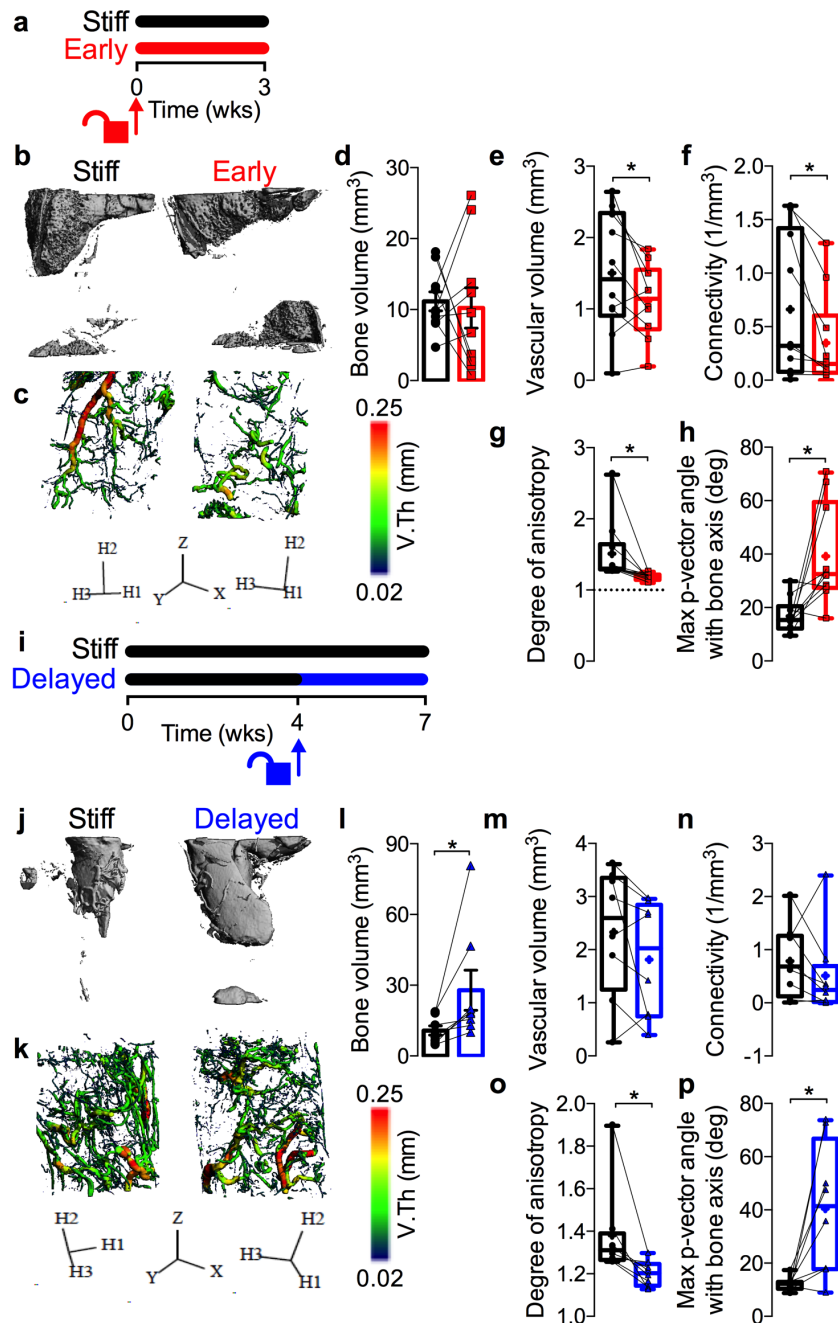 a
Stiff
Early
0 3
Time (wks)
b Stiff Early
c
0.25
V.Th (mm)
0.02
H2
H3 H1
Z
Y X
H2
H3
H1
d
Bone volume (mm³)
30
20
10
0
e
*
Vascular volume (mm³)
3
2
1
0
f
*
Connectivity (1/mm³)
2.0
1.5
1.0
0.5
0.0
g
*
Degree of anisotropy
3
2
1
0
h
*
Max p-vector angle
with bone axis (deg)
80
60
40
20
0
i
Stiff
Delayed
0 4 7
Time (wks)
j Stiff Delayed
k
0.25
V.Th (mm)
0.02
H2
H1
H3
Z
Y X
H2
H3
H1
l
*
Bone volume (mm³)
90
60
30
0
m
Vascular volume (mm³)
4
3
2
1
0
n
Connectivity (1/mm³)
3
2
1
0
-1
o
*
Degree of anisotropy
2.0
1.8
1.6
1.4
1.2
1.0
p
*
Max p-vector angle
with bone axis (deg)
80
60
40
20
0